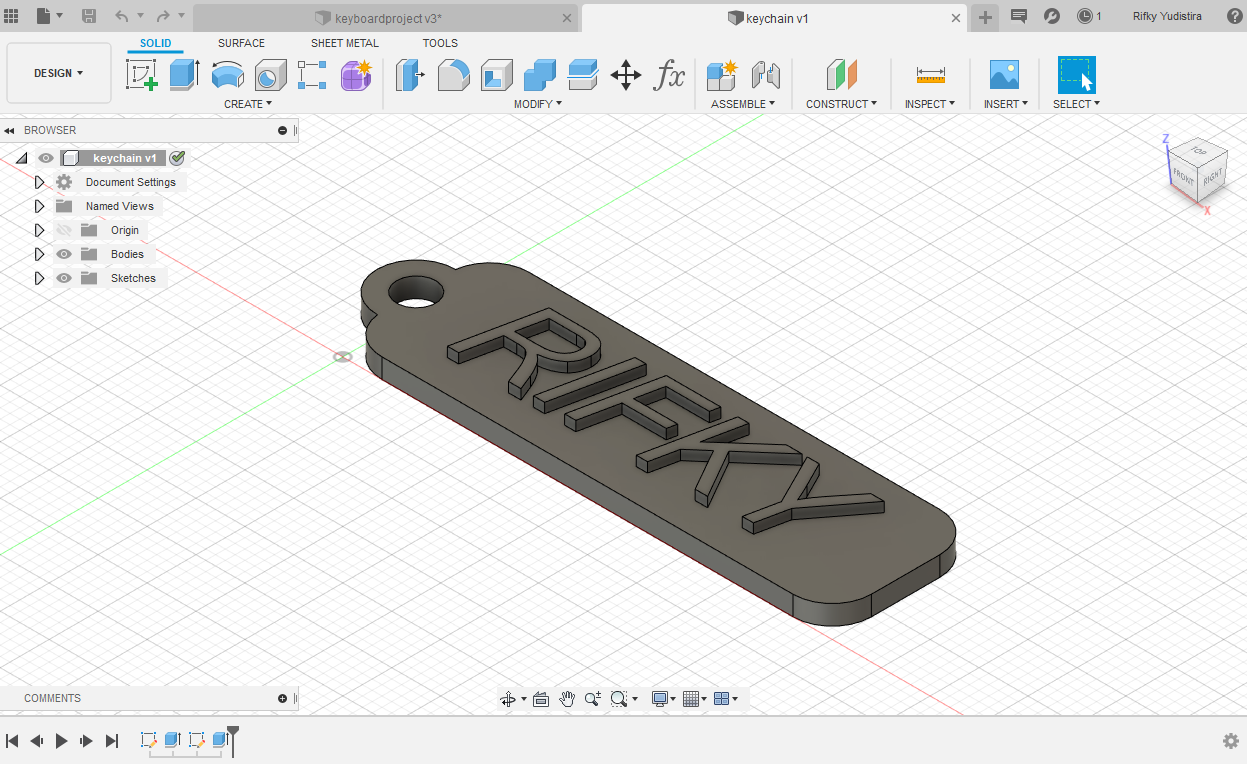 keyboardproject v3*
keychain v1
1
Rifky Yudistira
?
SOLID
SURFACE
SHEET METAL
TOOLS
DESIGN
fx
CREATE
MODIFY
ASSEMBLE
CONSTRUCT
INSPECT
INSERT
SELECT
BROWSER
keychain v1
Document Settings
Named Views
Origin
Bodies
Sketches
Z
TOP
FRONT
RIGHT
X
RIFKY
COMMENTS